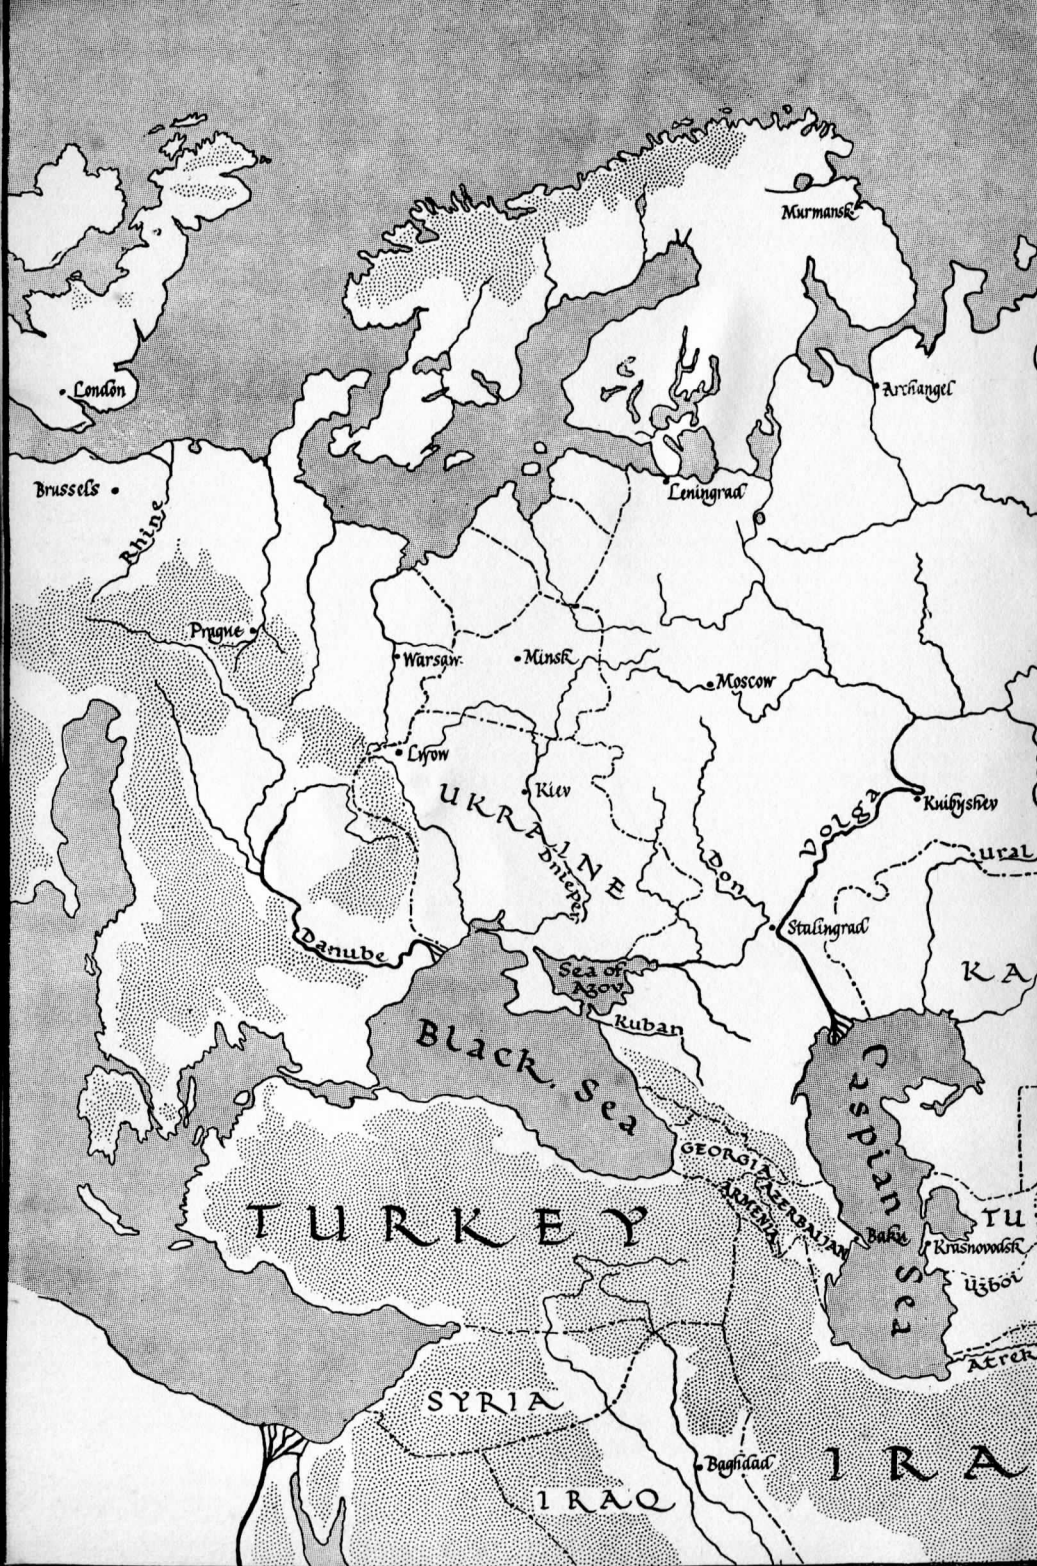 Murmansk
London
Archangel
Brussels
Leningrad
Rhine
Prague
Warsaw
Minsk
Moscow
Lwow
Kiev
UKRAINE
Dnieper
Volga
Kuibyshev
Ural
Don
Stalingrad
Danube
Sea of
Azov
KA
Kuban
Black Sea
Caspian Sea
GEORGIA
AZERBAIJAN
ARMENIA
TURKEY
Baku
TU
Krasnovodsk
Uzboi
Atrek
SYRIA
Baghdad
IRA
IRAQ